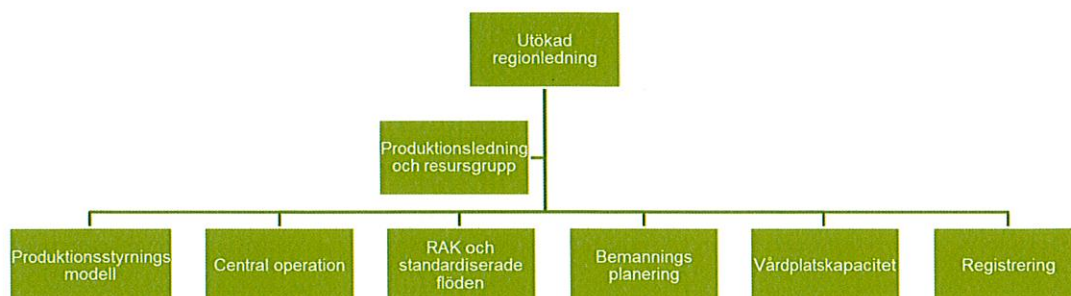 Utökad
regionledning
Produktionsledning
och resursgrupp
Produktionsstyrnings
modell
Central operation
RAK och
standardiserade
flöden
Bemannings
planering
Vårdplatskapacitet
Registrering